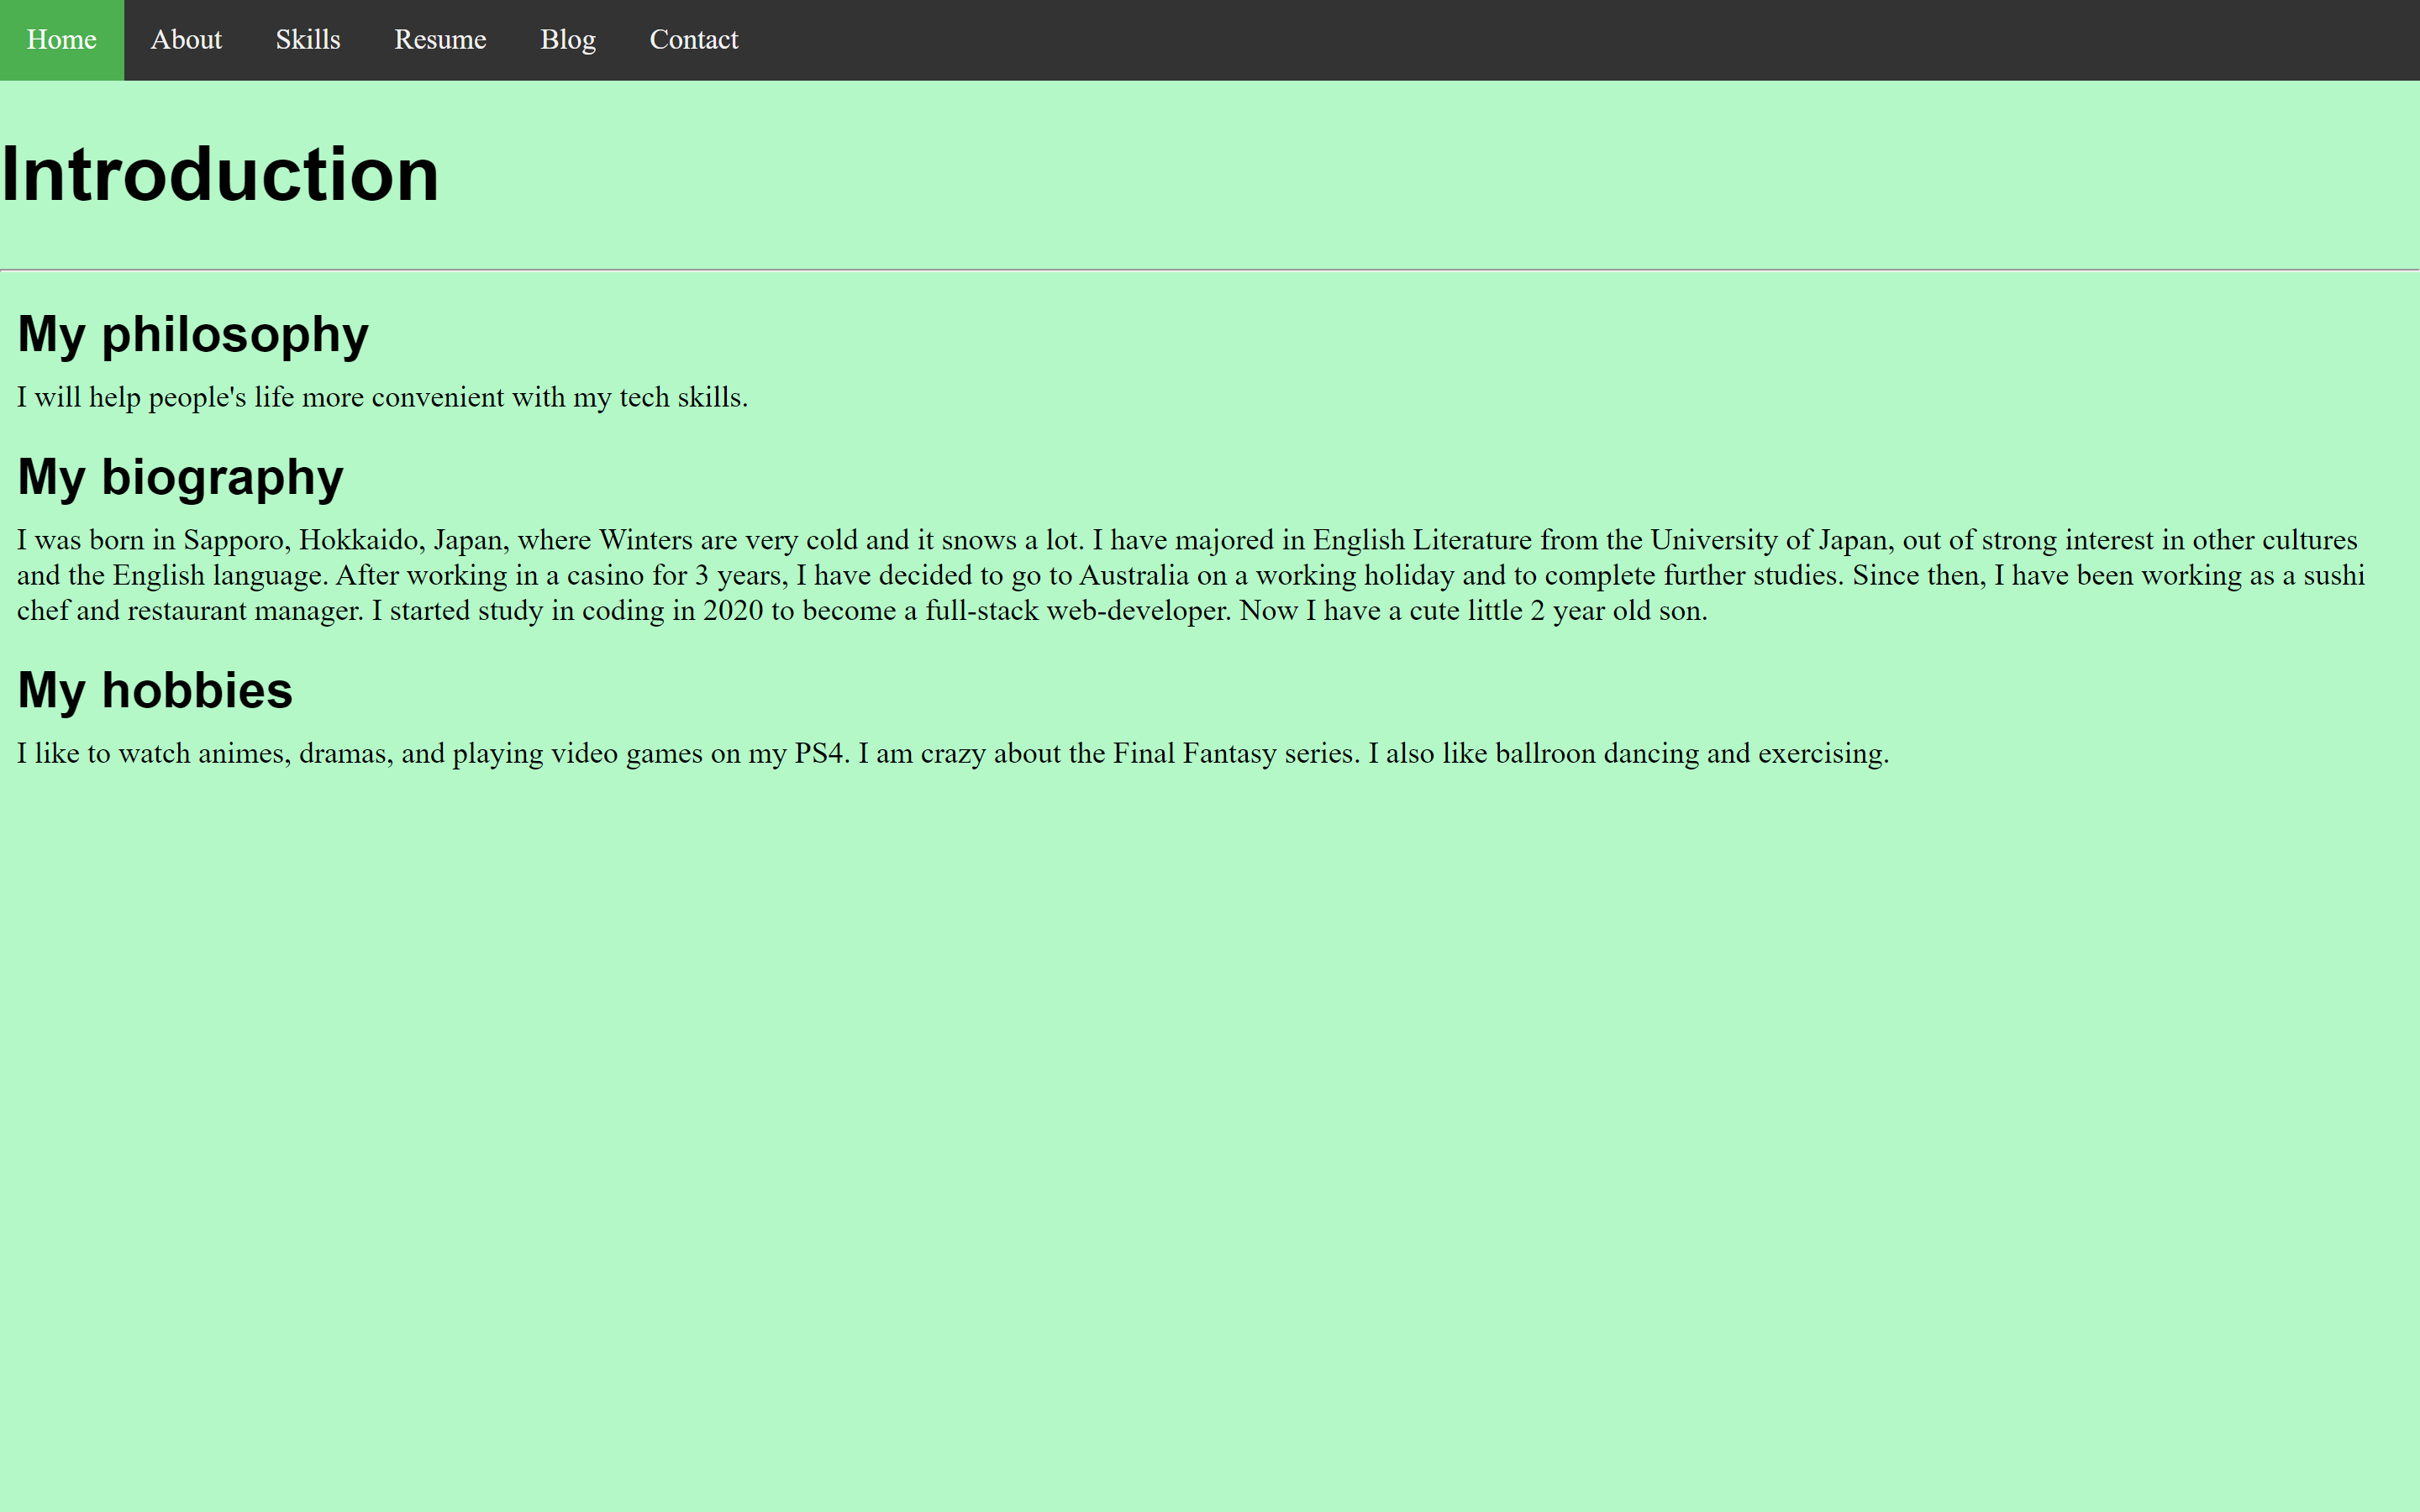 Home About Skills Resume Blog Contact
Introduction
My philosophy
I will help people's life more convenient with my tech skills.
My biography
I was born in Sapporo, Hokkaido, Japan, where Winters are very cold and it snows a lot. I have majored in English Literature from the University of Japan, out of strong interest in other cultures
and the English language. After working in a casino for 3 years, I have decided to go to Australia on a working holiday and to complete further studies. Since then, I have been working as a sushi
chef and restaurant manager. I started study in coding in 2020 to become a full-stack web-developer. Now I have a cute little 2 year old son.
My hobbies
I like to watch animes, dramas, and playing video games on my PS4. I am crazy about the Final Fantasy series. I also like ballroon dancing and exercising.